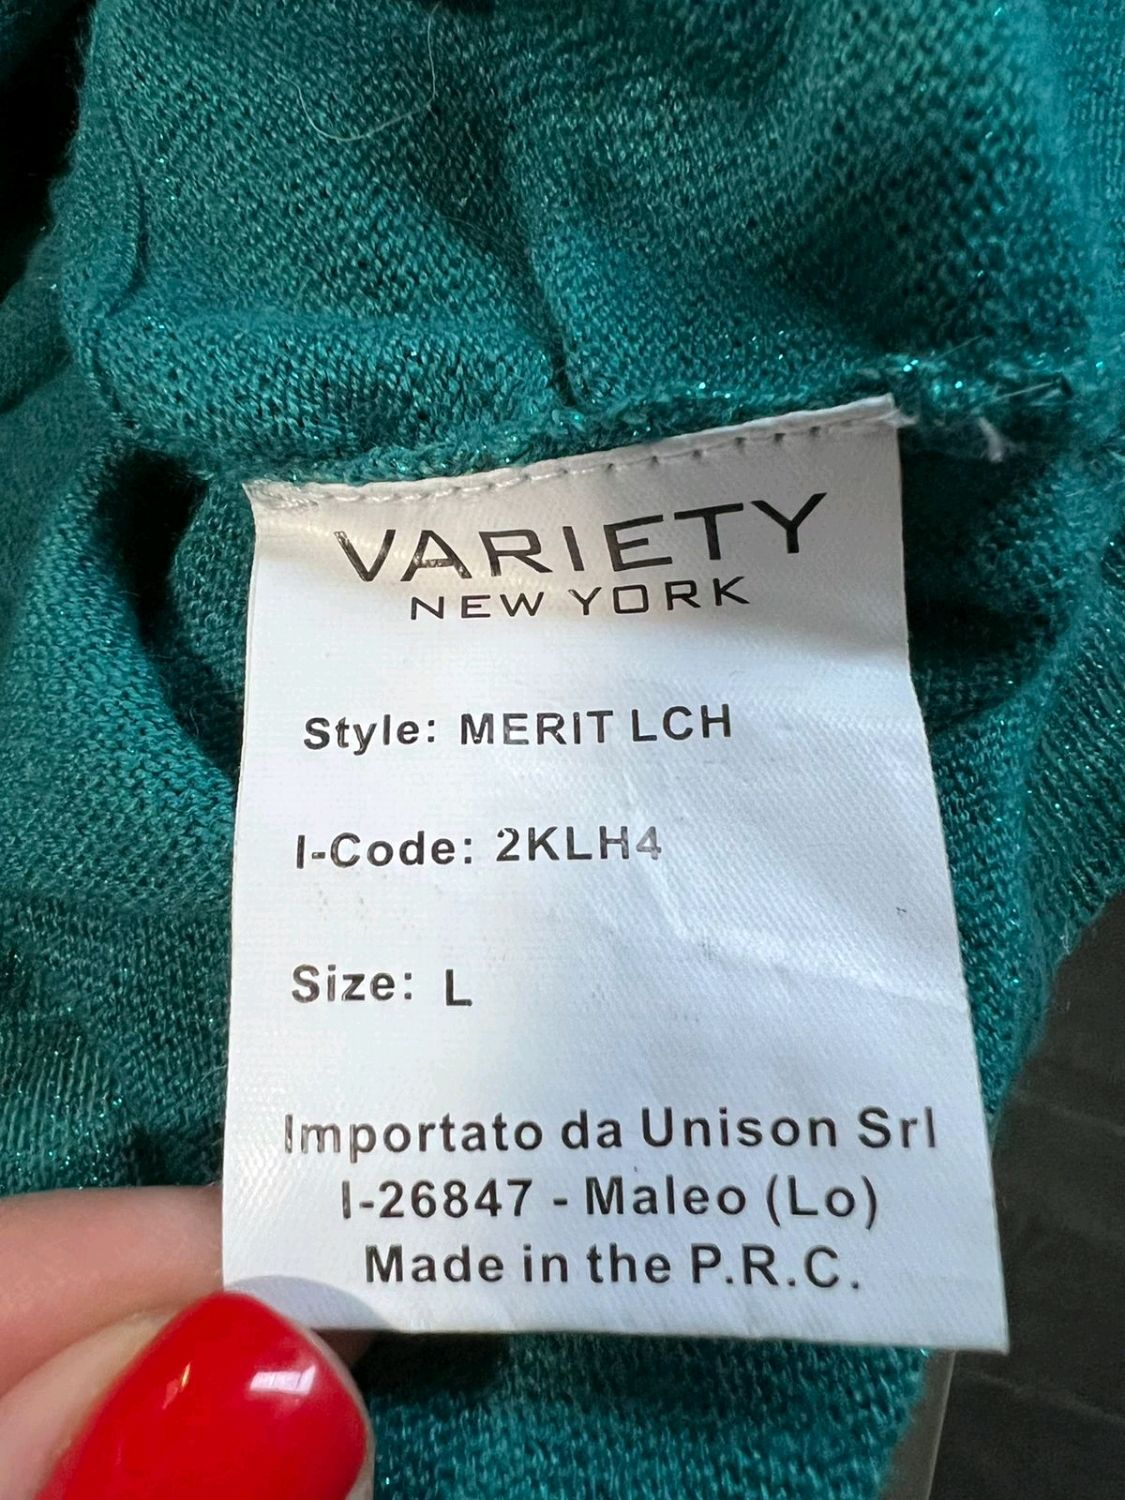 VARIETY
NEW YORK
Style: MERIT LCH
I-Code: 2KLH4
Size: L
Importato da Unison Srl
I-26847 - Maleo (Lo)
Made in the P.R.C.